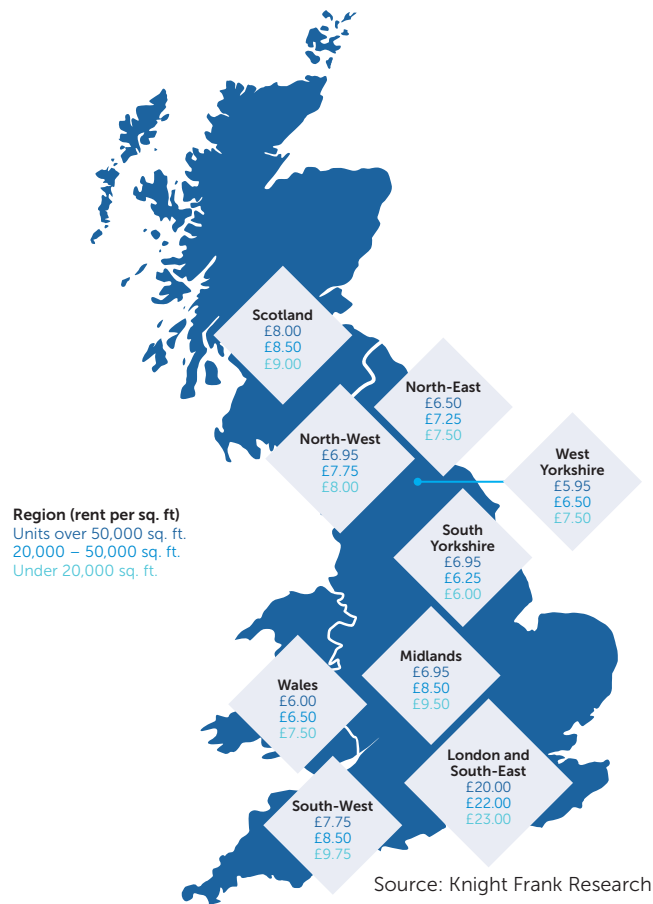 Scotland
£8.00
£8.50
£9.00
North-East
£6.50
£7.25
£7.50
North-West
£6.95
£7.75
£8.00
West
Yorkshire
£5.95
£6.50
£7.50
Region (rent per sq. ft)
Units over 50,000 sq. ft.
20,000 – 50,000 sq. ft.
Under 20,000 sq. ft.
South
Yorkshire
£6.95
£6.25
£6.00
Midlands
£6.95
£8.50
£9.50
Wales
£6.00
£6.50
£7.50
London and
South-East
£20.00
£22.00
£23.00
South-West
£7.75
£8.50
£9.75
Source: Knight Frank Research